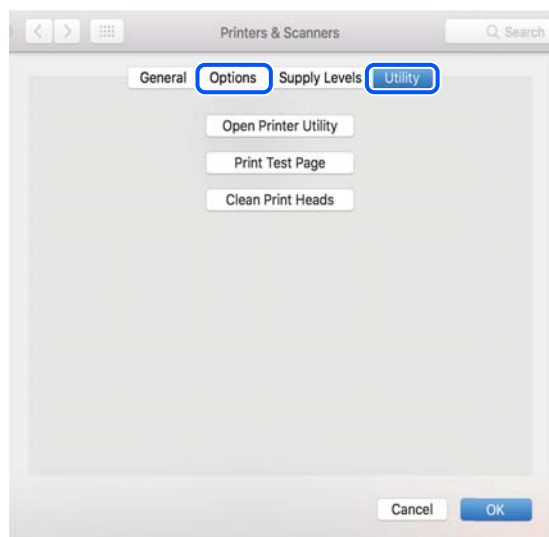 Printers & Scanners Search
General Options Supply Levels Utility
Open Printer Utility
Print Test Page
Clean Print Heads
Cancel OK